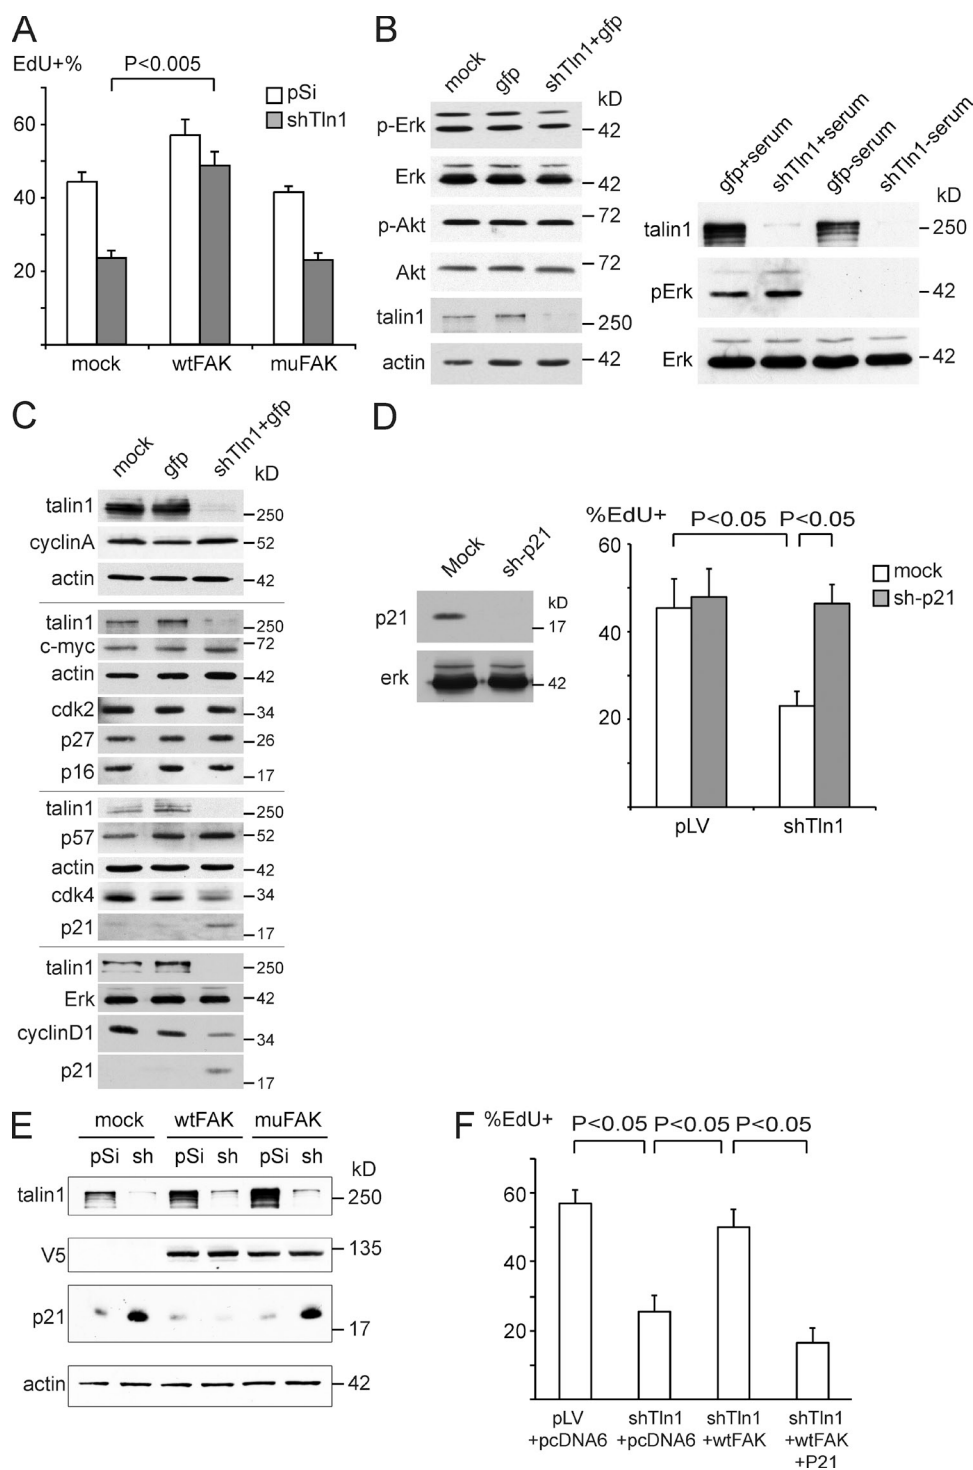 A
EdU+%
P<0.005
pSi
shTln1
60
40
20
mock wtFAK muFAK
B
mock gfp shTln1+gfp
kD
p-Erk 42
Erk 42
p-Akt 72
Akt 72
talin1 250
actin 42
gfp+serum shTln1+serum gfp-serum shTln1-serum
kD
talin1 250
pErk 42
Erk 42
C
mock gfp shTln1+gfp
kD
talin1 250
cyclinA 52
actin 42
talin1 250
c-myc 72
actin 42
cdk2 34
p27 26
p16 17
talin1 250
p57 52
actin 42
cdk4 34
p21 17
talin1 250
Erk 42
cyclinD1 34
p21 17
D
Mock sh-p21
kD
p21 17
erk 42
%EdU+
P<0.05 P<0.05
mock
sh-p21
60
40
20
pLV shTln1
E
mock wtFAK muFAK
pSi sh pSi sh pSi sh
kD
talin1 250
V5 135
p21 17
actin 42
F
%EdU+
P<0.05 P<0.05 P<0.05
60
40
20
pLV shTln1 shTln1 shTln1
+pcDNA6 +pcDNA6 +wtFAK +wtFAK
+P21